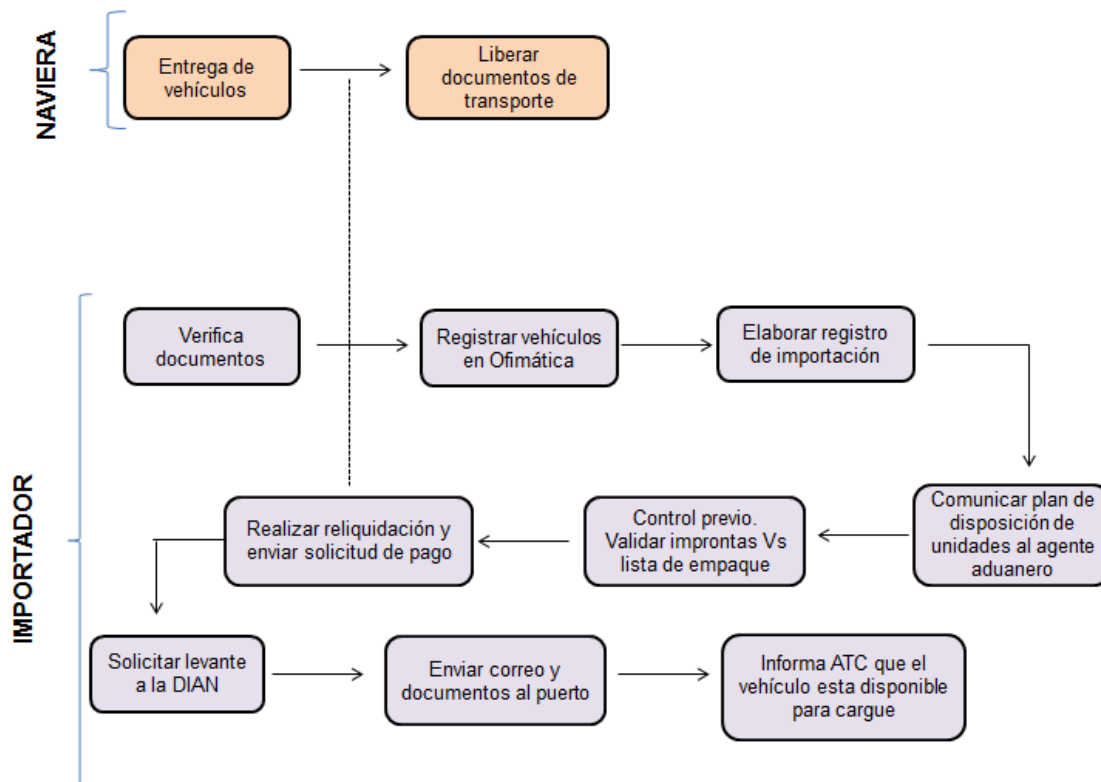 NAVIERA
Entrega de
vehículos
Liberar
documentos de
transporte
IMPORTADOR
Verifica
documentos
Registrar vehículos
en Ofimática
Elaborar registro
de importación
Comunicar plan de
disposición de
unidades al agente
aduanero
Control previo.
Validar improntas Vs
lista de empaque
Realizar reliquidación y
enviar solicitud de pago
Solicitar levante
a la DIAN
Enviar correo y
documentos al puerto
Informa ATC que el
vehículo esta disponible
para cargue